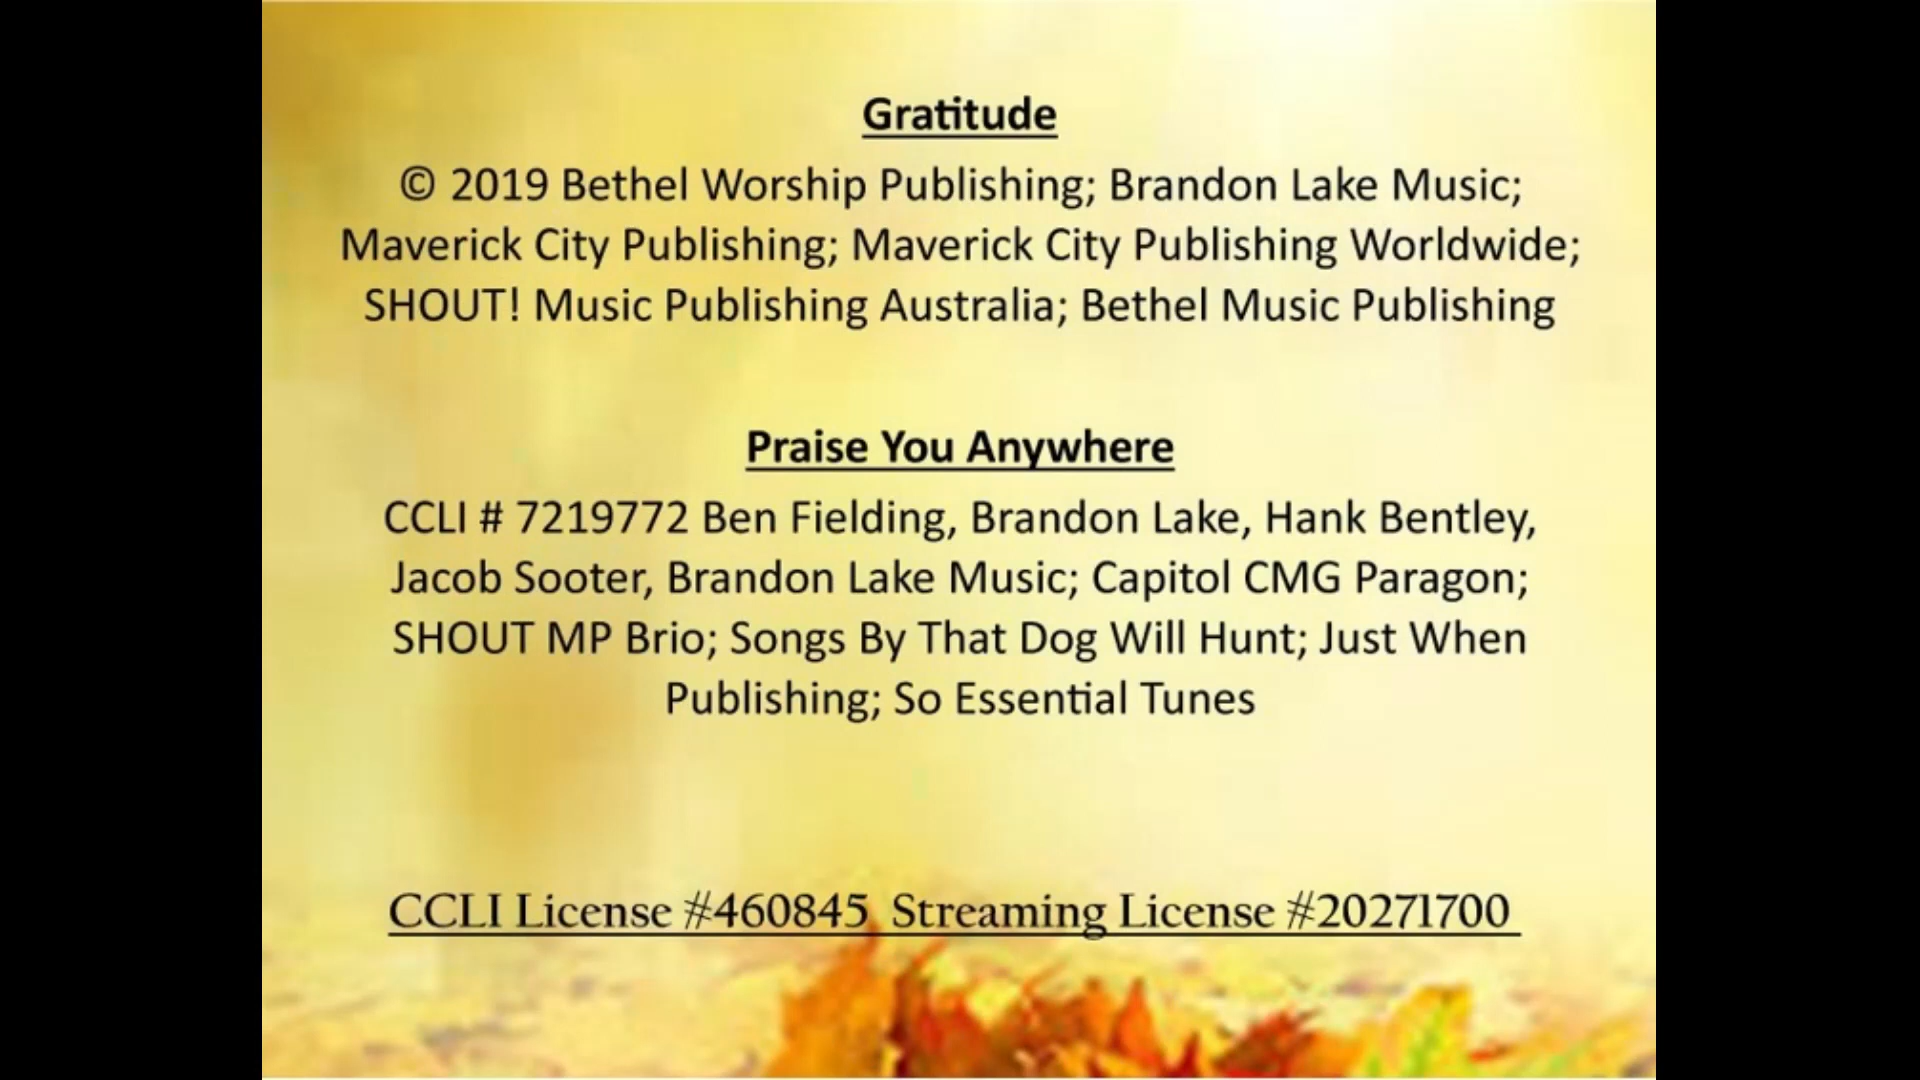 Gratitude
© 2019 Bethel Worship Publishing; Brandon Lake Music;
Maverick City Publishing; Maverick City Publishing Worldwide;
SHOUT! Music Publishing Australia; Bethel Music Publishing
Praise You Anywhere
CCLI # 7219772 Ben Fielding, Brandon Lake, Hank Bentley,
Jacob Sooter, Brandon Lake Music; Capitol CMG Paragon;
SHOUT MP Brio; Songs By That Dog Will Hunt; Just When
Publishing; So Essential Tunes
CCLI License #460845  Streaming License #20271700